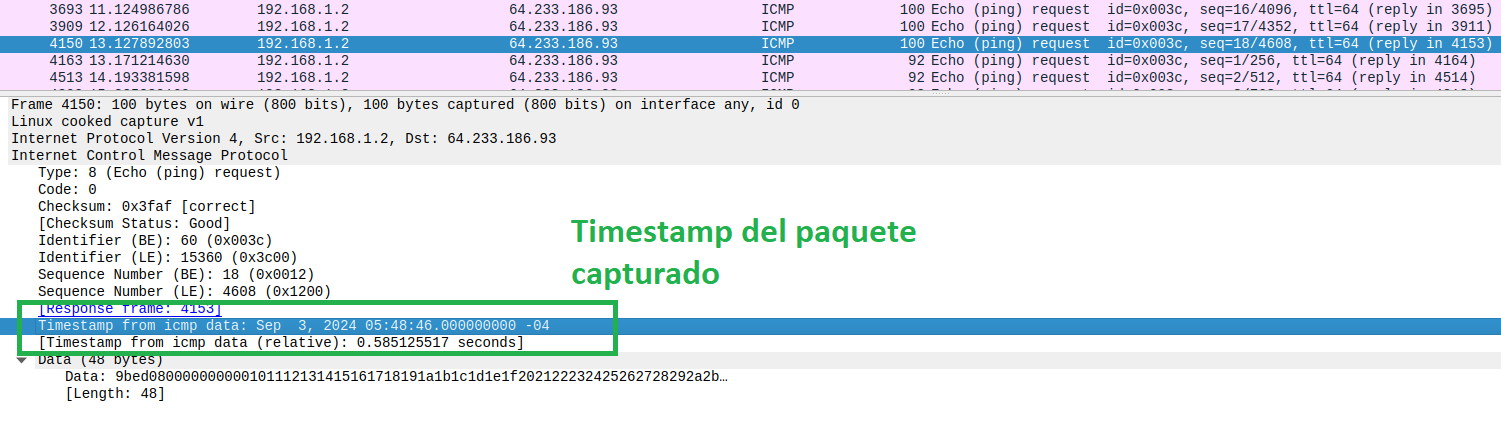 3693 11.124986786 192.168.1.2 64.233.186.93 ICMP 100 Echo (ping) request id=0x003c, seq=16/4096, ttl=64 (reply in 3695)
3909 12.126164026 192.168.1.2 64.233.186.93 ICMP 100 Echo (ping) request id=0x003c, seq=17/4352, ttl=64 (reply in 3911)
4150 13.127892803 192.168.1.2 64.233.186.93 ICMP 100 Echo (ping) request id=0x003c, seq=18/4608, ttl=64 (reply in 4153)
4163 13.171214630 192.168.1.2 64.233.186.93 ICMP 92 Echo (ping) request id=0x003c, seq=1/256, ttl=64 (reply in 4164)
4513 14.193381598 192.168.1.2 64.233.186.93 ICMP 92 Echo (ping) request id=0x003c, seq=2/512, ttl=64 (reply in 4514)
Frame 4150: 100 bytes on wire (800 bits), 100 bytes captured (800 bits) on interface any, id 0
Linux cooked capture v1
Internet Protocol Version 4, Src: 192.168.1.2, Dst: 64.233.186.93
Internet Control Message Protocol
Type: 8 (Echo (ping) request)
Code: 0
Checksum: 0x3faf [correct]
[Checksum Status: Good]
Identifier (BE): 60 (0x003c)
Identifier (LE): 15360 (0x3c00)
Sequence Number (BE): 18 (0x0012)
Sequence Number (LE): 4608 (0x1200)
[Response frame: 4153]
Timestamp from icmp data: Sep  3, 2024 05:48:46.000000000 -04
[Timestamp from icmp data (relative): 0.585125517 seconds]
Data (48 bytes)
Data: 9bed080000000000101112131415161718191a1b1c1d1e1f202122232425262728292a2b…
[Length: 48]
Timestamp del paquete
capturado